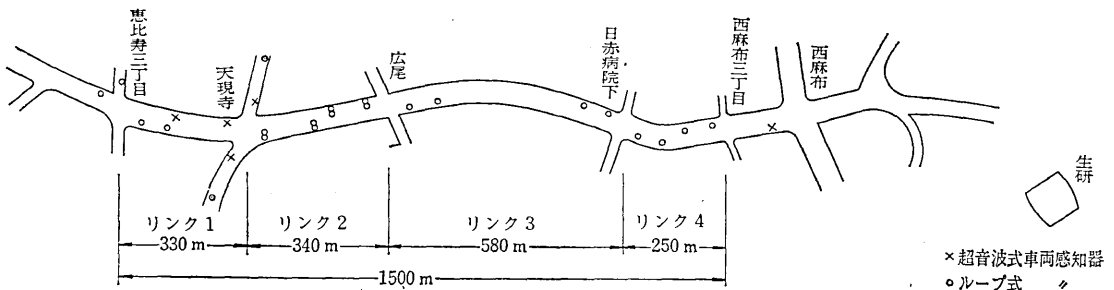 恵比寿三丁目
天現寺
広尾
日赤病院下
西麻布三丁目
西麻布
生研
リンク1
リンク2
リンク3
リンク4
330 m
340 m
580 m
250 m
1500 m
× 超音波式車両感知器
○ ループ式 〃